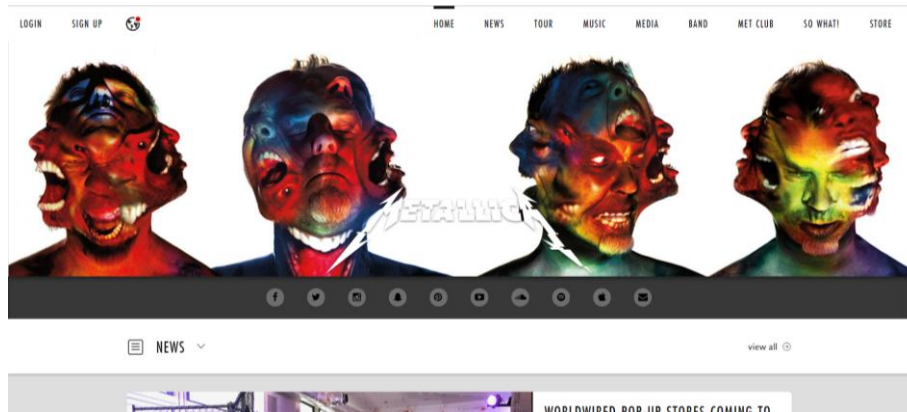 LOGIN SIGN UP HOME NEWS TOUR MUSIC MEDIA BAND MET CLUB SO WHAT! STORE
METALLICA
NEWS view all
WORLDWIRED POP-UP STORES COMING TO